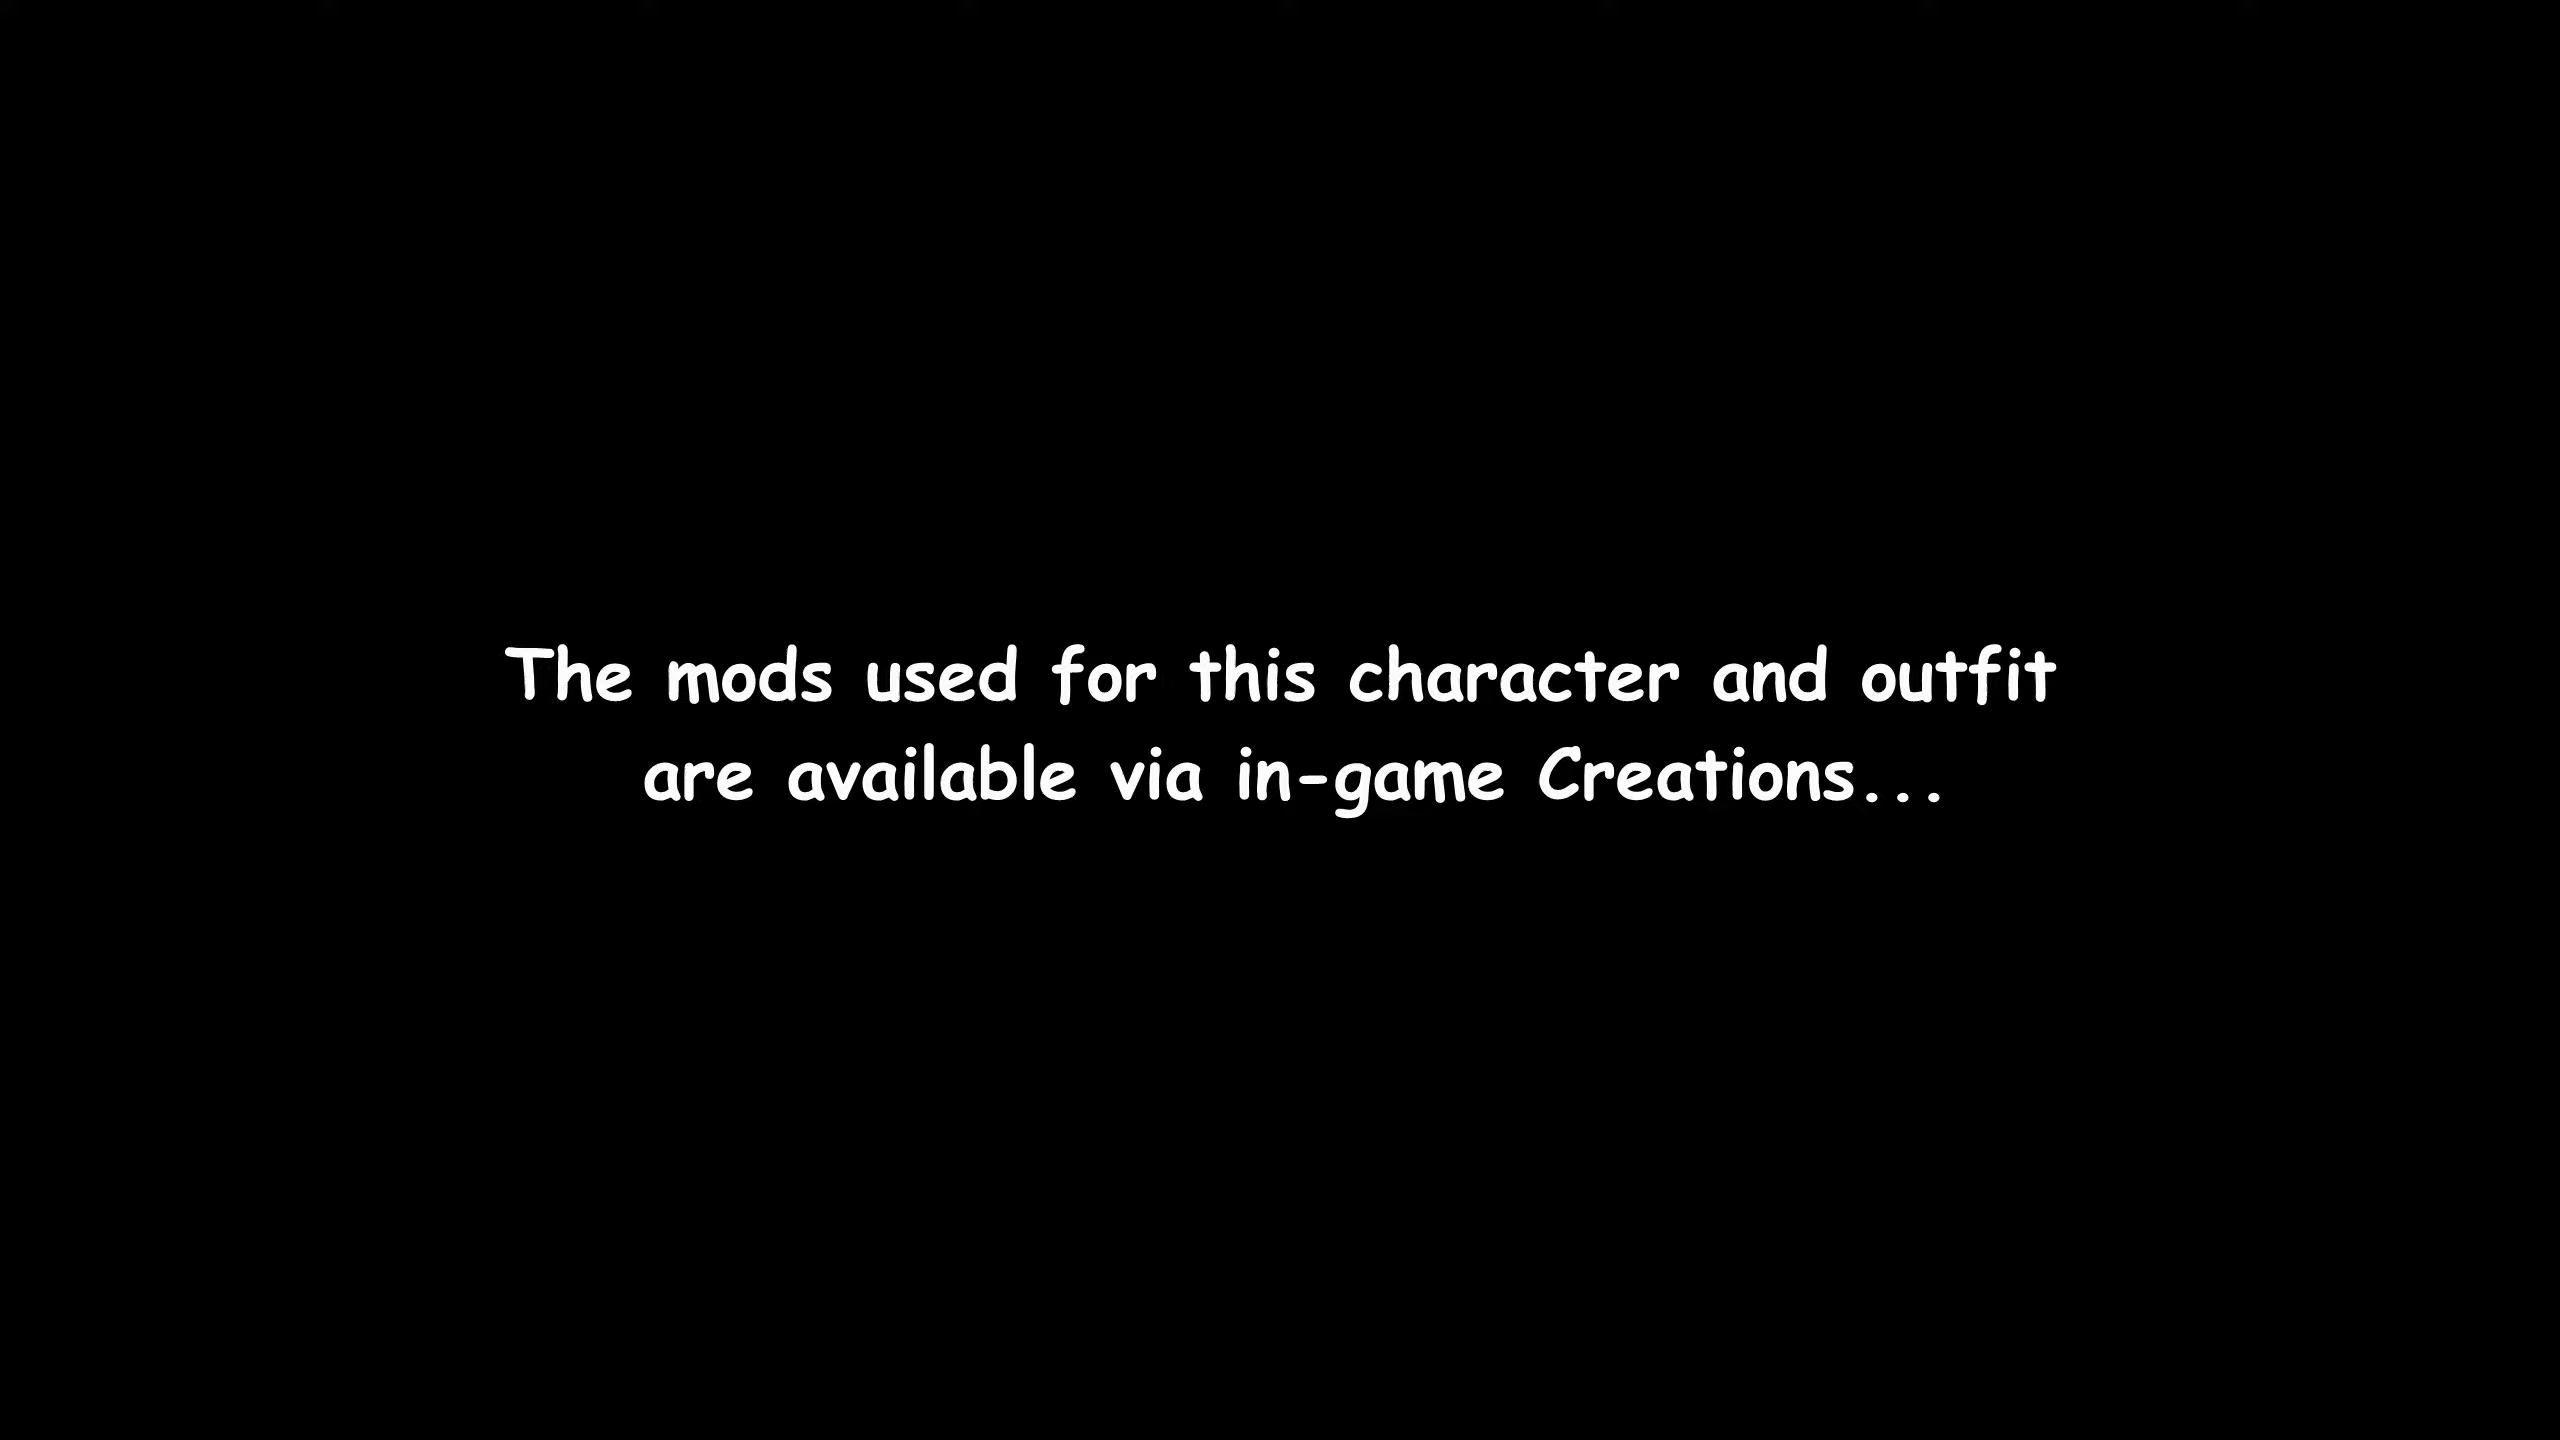 The mods used for this character and outfit
are available via in-game Creations...